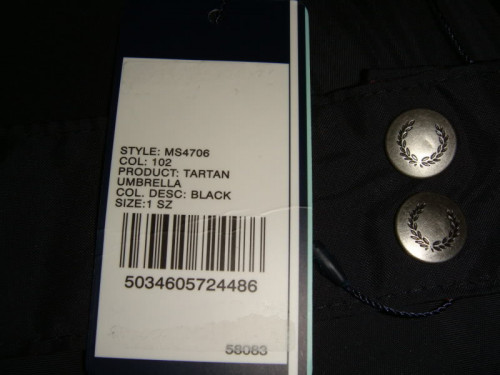 STYLE: MS4706
COL: 102
PRODUCT: TARTAN
UMBRELLA
COL. DESC: BLACK
SIZE:1 SZ
5034605724486
58083